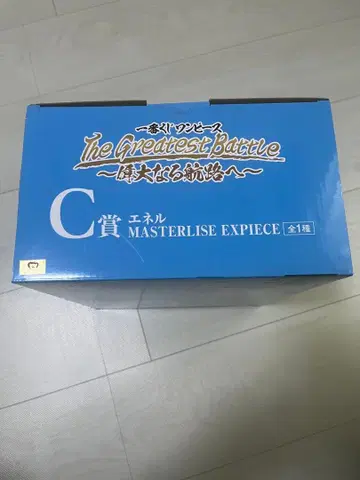 一番くじ ワンピース
The Greatest Battle
〜偉大なる航路へ〜
C賞 エネル
MASTERLISE EXPIECE 全1種